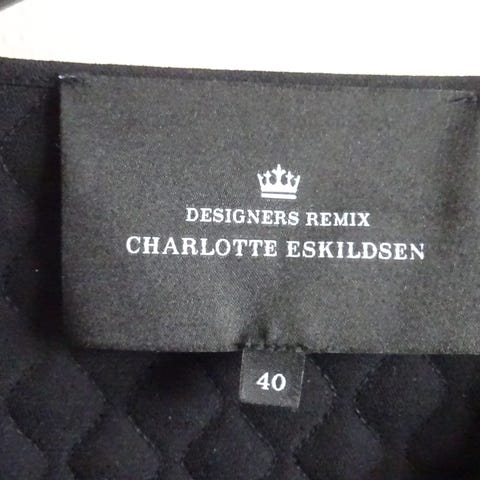 DESIGNERS REMIX
CHARLOTTE ESKILDSEN
40